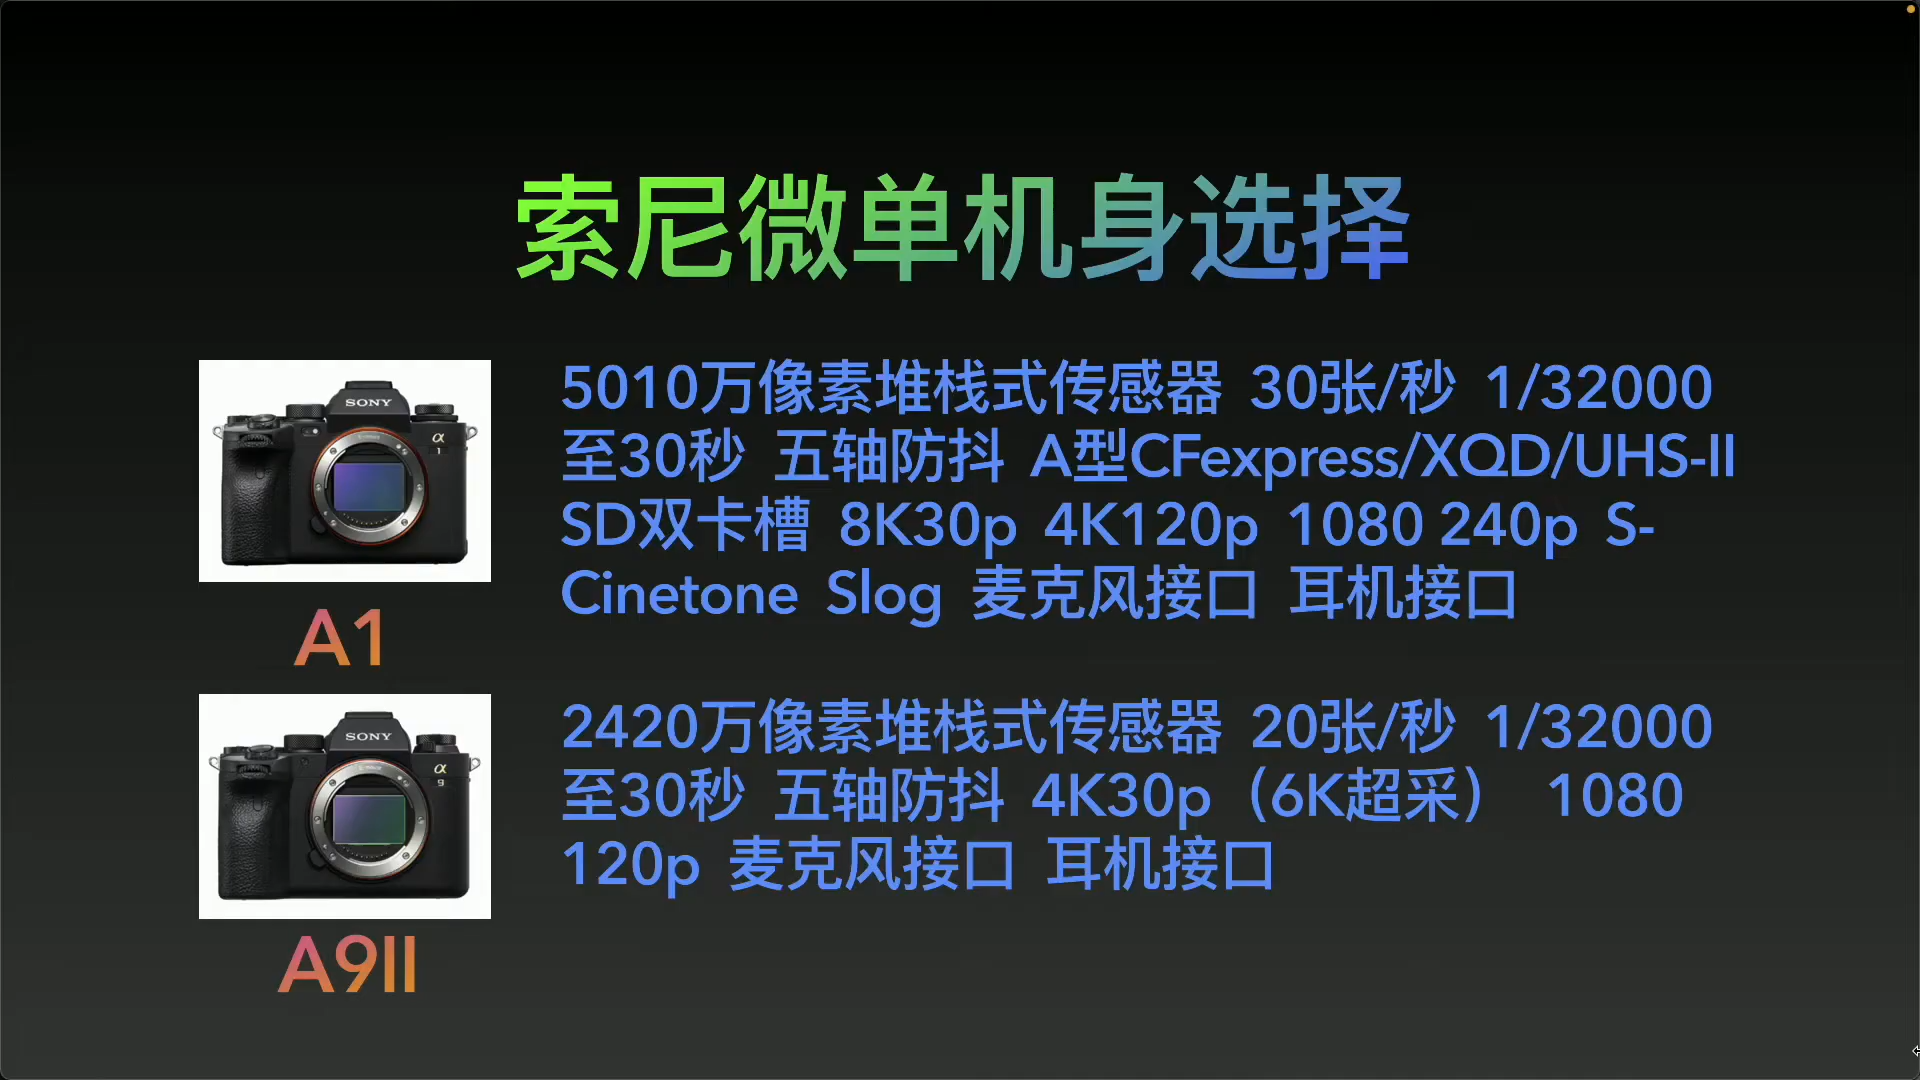 索尼微单机身选择
SONY
α
1
A1
5010万像素堆栈式传感器 30张/秒 1/32000
至30秒 五轴防抖 A型CFexpress/XQD/UHS-II
SD双卡槽 8K30p 4K120p 1080 240p S-
Cinetone Slog 麦克风接口 耳机接口
SONY
α
9
A9II
2420万像素堆栈式传感器 20张/秒 1/32000
至30秒 五轴防抖 4K30p（6K超采） 1080
120p 麦克风接口 耳机接口